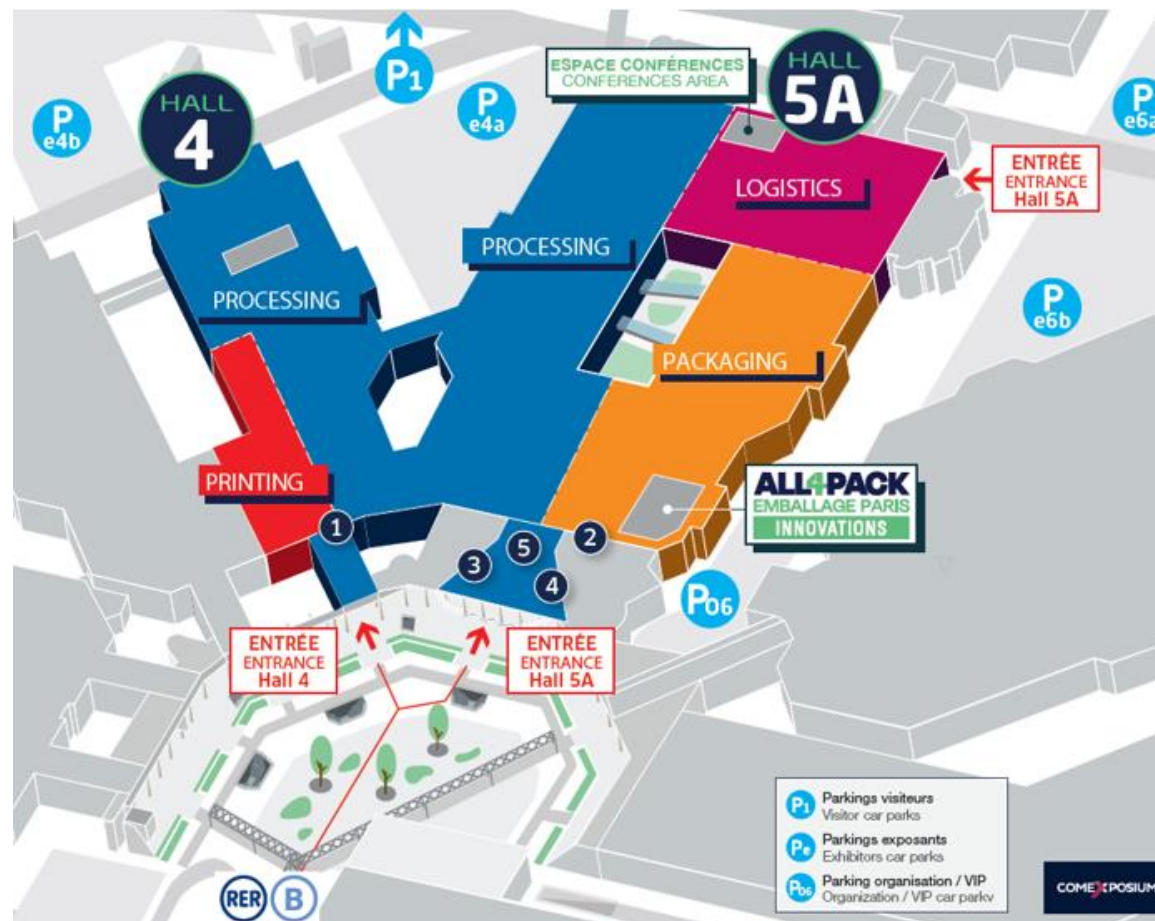 P1
HALL
4
P
e4b
P
e4a
ESPACE CONFÉRENCES
CONFERENCES AREA
HALL
5A
P
e6a
ENTRÉE
ENTRANCE
Hall 5A
LOGISTICS
PROCESSING
PROCESSING
P
e6b
PACKAGING
PRINTING
ALL4PACK
EMBALLAGE PARIS
INNOVATIONS
1
2
3
5
4
P06
ENTRÉE
ENTRANCE
Hall 4
ENTRÉE
ENTRANCE
Hall 5A
P1 Parkings visiteurs
Visitor car parks
Pe Parkings exposants
Exhibitors car parks
P06 Parking organisation / VIP
Organization / VIP car parkv
RER B
COMEXPOSIUM